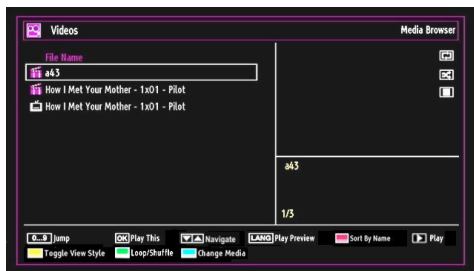 Videos Media Browser
File Name
a43
How I Met Your Mother - 1x01 - Pilot
How I Met Your Mother - 1x01 - Pilot
a43
1/3
0...9 Jump OK Play This Navigate LANG Play Preview Sort By Name Play
Toggle View Style Loop/Shuffle Change Media